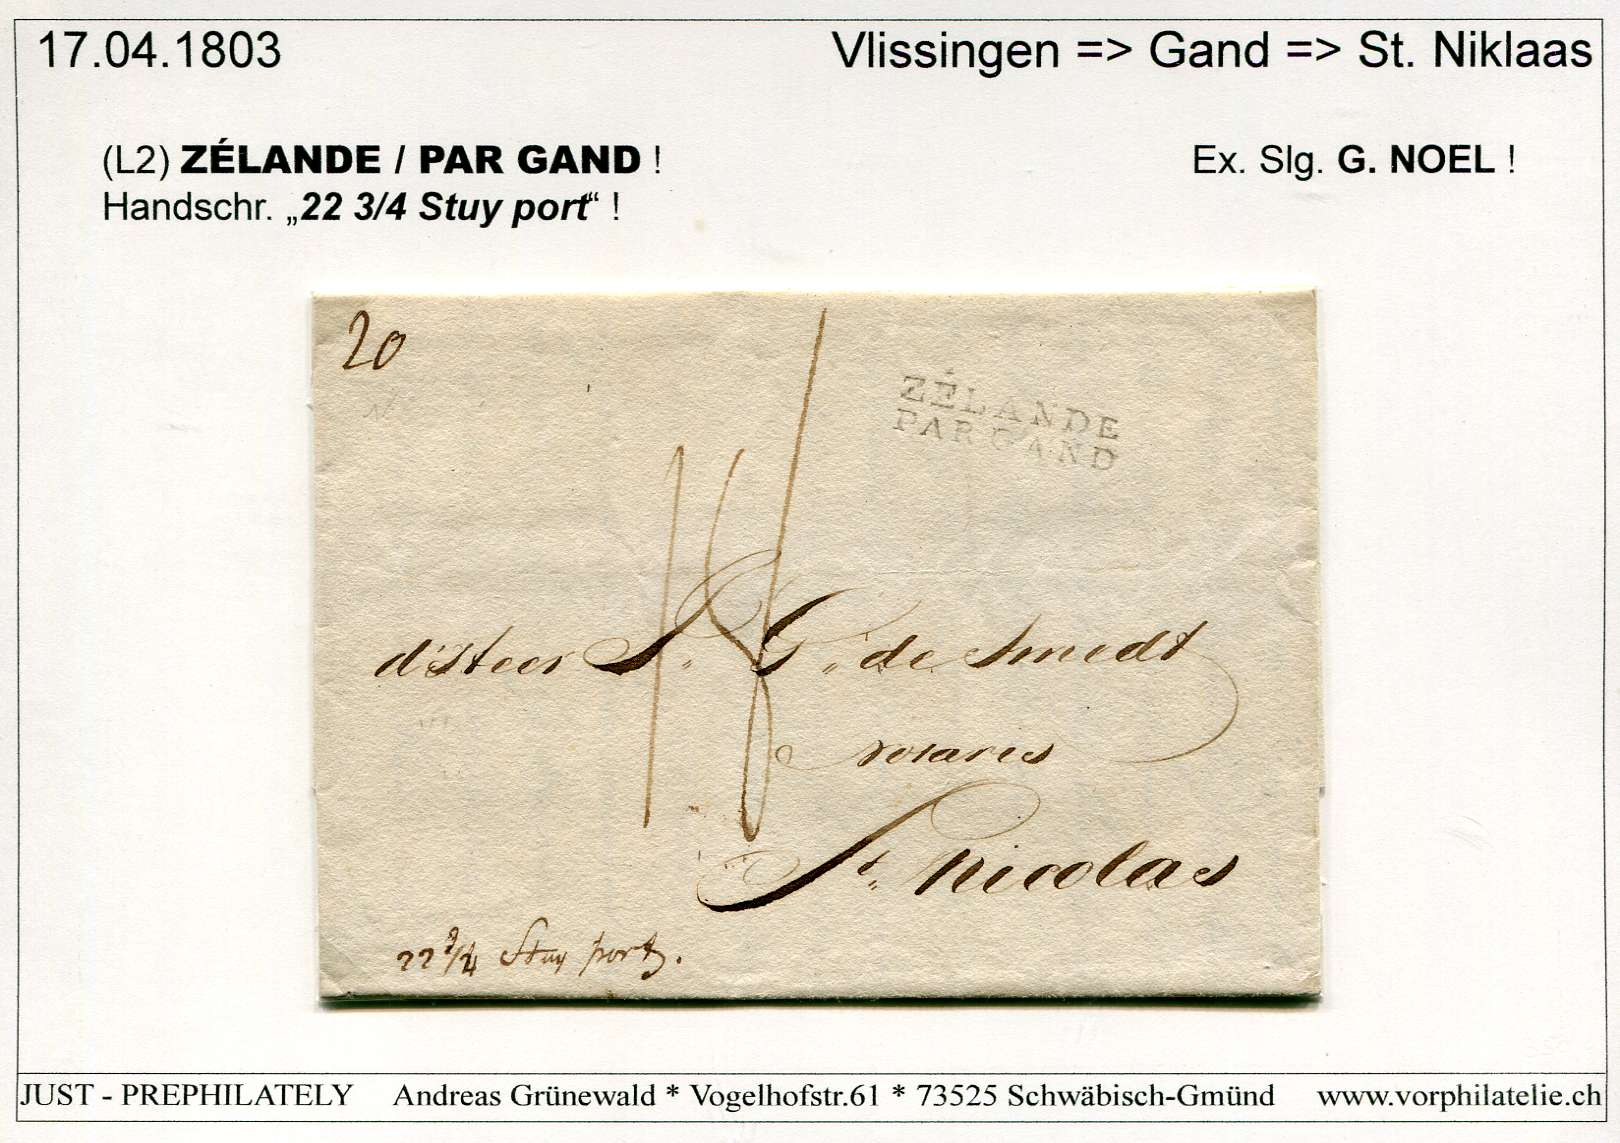 17.04.1803 Vlissingen => Gand => St. Niklaas
(L2) ZÉLANDE / PAR GAND ! Ex. Slg. G. NOEL !
Handschr. „22 3/4 Stuy port“ !
20
ZÉLANDE
PAR GAND
de Smedt
notaris
St. Nicolas
22 3/4 Stuy port.
JUST - PREPHILATELY Andreas Grünewald * Vogelhofstr.61 * 73525 Schwäbisch-Gmünd www.vorphilatelie.ch